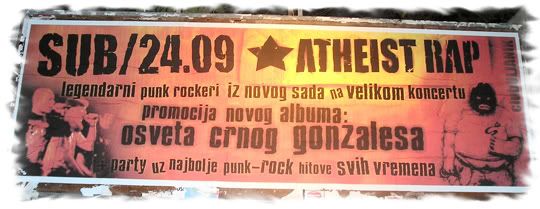 SUB/24.09 ★ ATHEIST RAP
legendarni punk rockeri iz novog sada na velikom koncertu
promocija novog albuma:
osveta crnog gonzalesa
+ party uz najbolje punk-rock hitove svih vremena